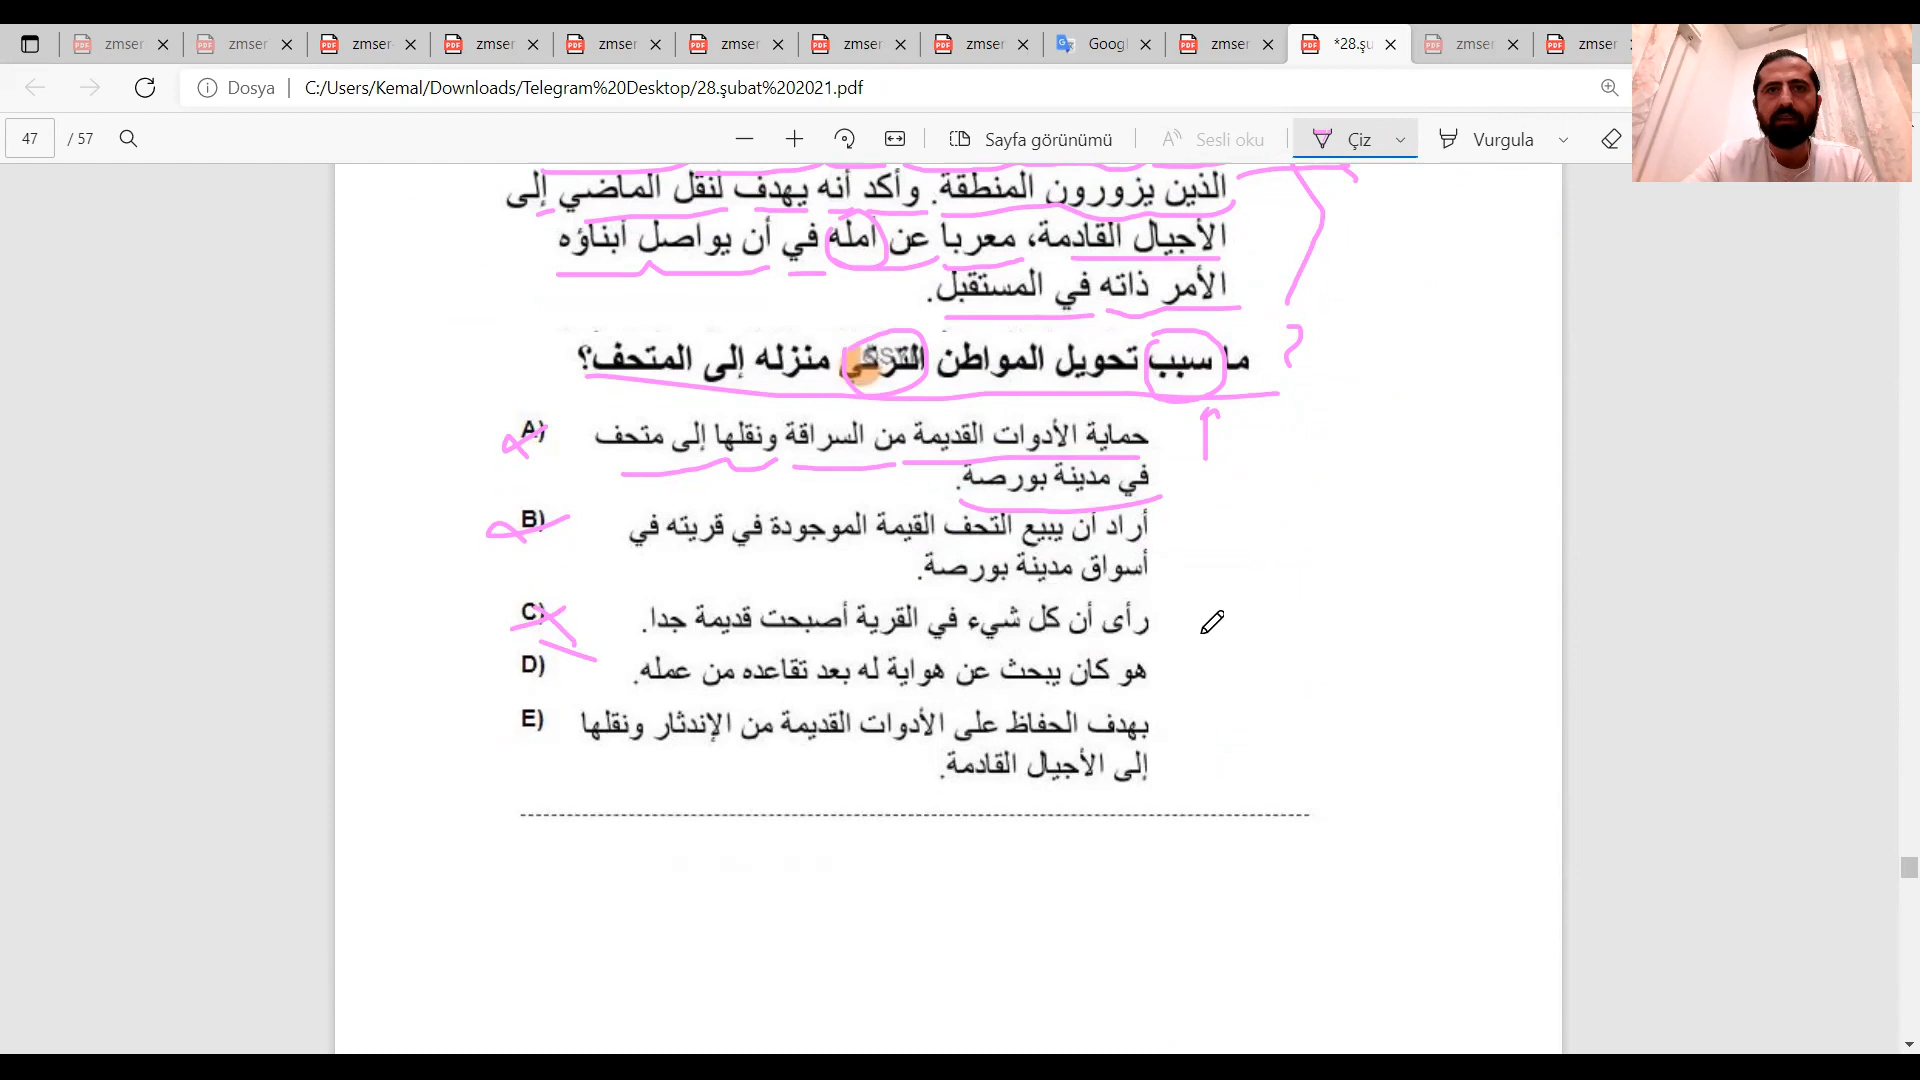 zmser
zmser
zmser
zmser
zmser
zmser
zmser
zmser
Googl
zmser
*28.şu
zmser
zmser
Dosya
C:/Users/Kemal/Downloads/Telegram%20Desktop/28.şubat%202021.pdf
47 / 57
Sayfa görünümü
Sesli oku
Çiz
Vurgula
الذين يزورون المنطقة. وأكد أنه يهدف لنقل الماضي إلى
الأجيال القادمة، معربا عن أمله في أن يواصل أبناؤه
الأمر ذاته في المستقبل.
ما سبب تحويل المواطن التركي منزله إلى المتحف؟
A) حماية الأدوات القديمة من السراقة ونقلها إلى متحف
في مدينة بورصة.
B) أراد أن يبيع التحف القيمة الموجودة في قريته في
أسواق مدينة بورصة.
C) رأى أن كل شيء في القرية أصبحت قديمة جدا.
D) هو كان يبحث عن هواية له بعد تقاعده من عمله.
E) بهدف الحفاظ على الأدوات القديمة من الإندثار ونقلها
إلى الأجيال القادمة.